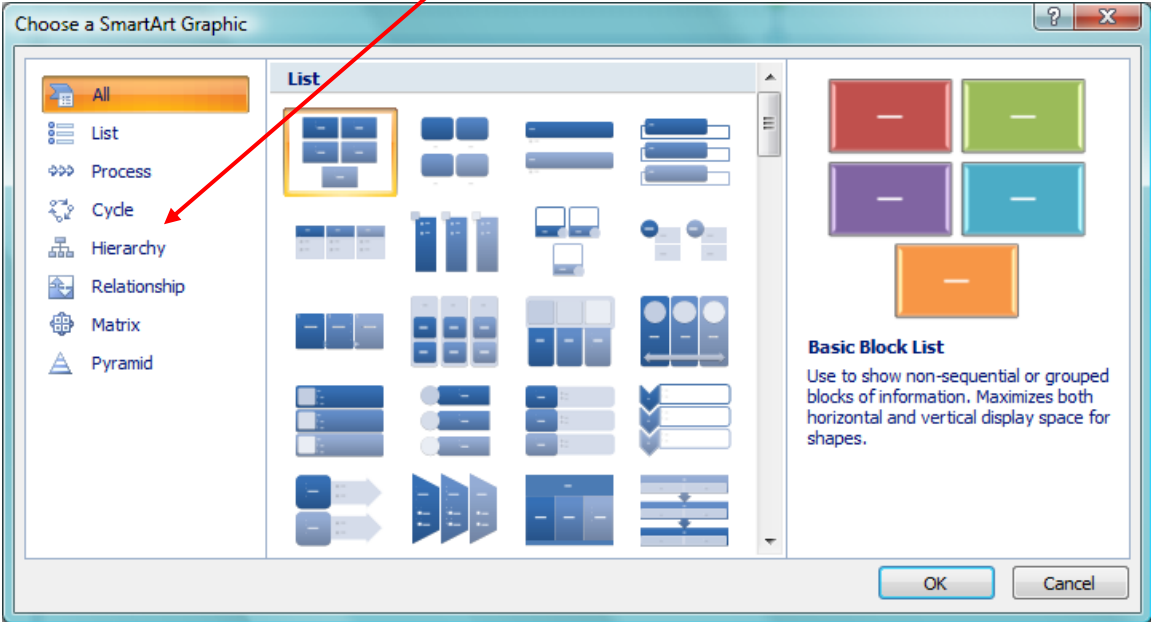 Choose a SmartArt Graphic
?
X
All
List
Process
Cycle
Hierarchy
Relationship
Matrix
Pyramid
List
Basic Block List
Use to show non-sequential or grouped
blocks of information. Maximizes both
horizontal and vertical display space for
shapes.
OK
Cancel